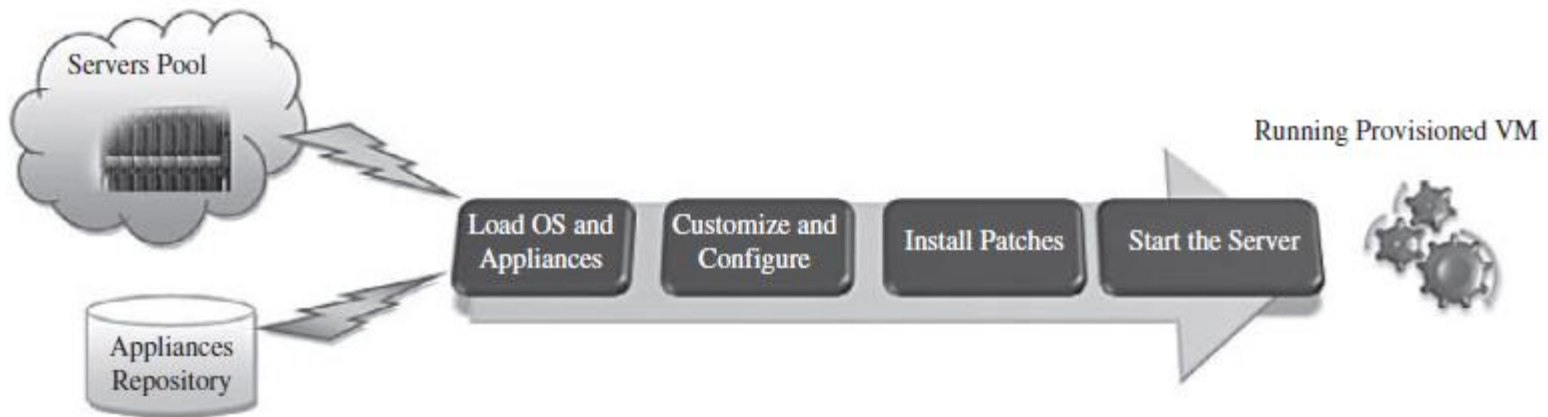 Servers Pool
Running Provisioned VM
Load OS and
Appliances
Customize and
Configure
Install Patches
Start the Server
Appliances
Repository